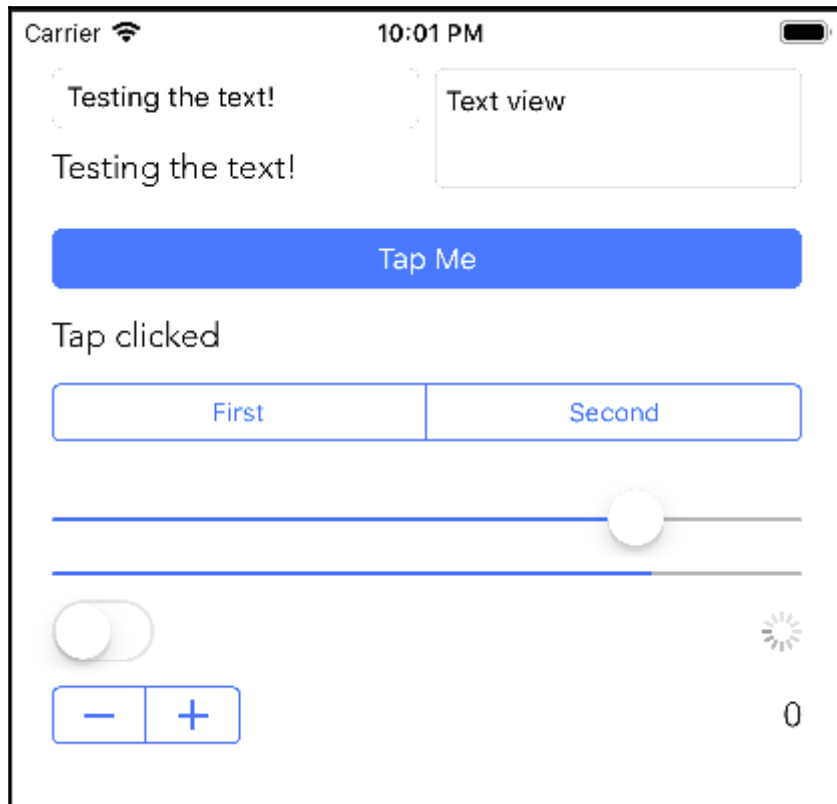 Carrier 10:01 PM
Testing the text!
Text view
Testing the text!
Tap Me
Tap clicked
First Second
0